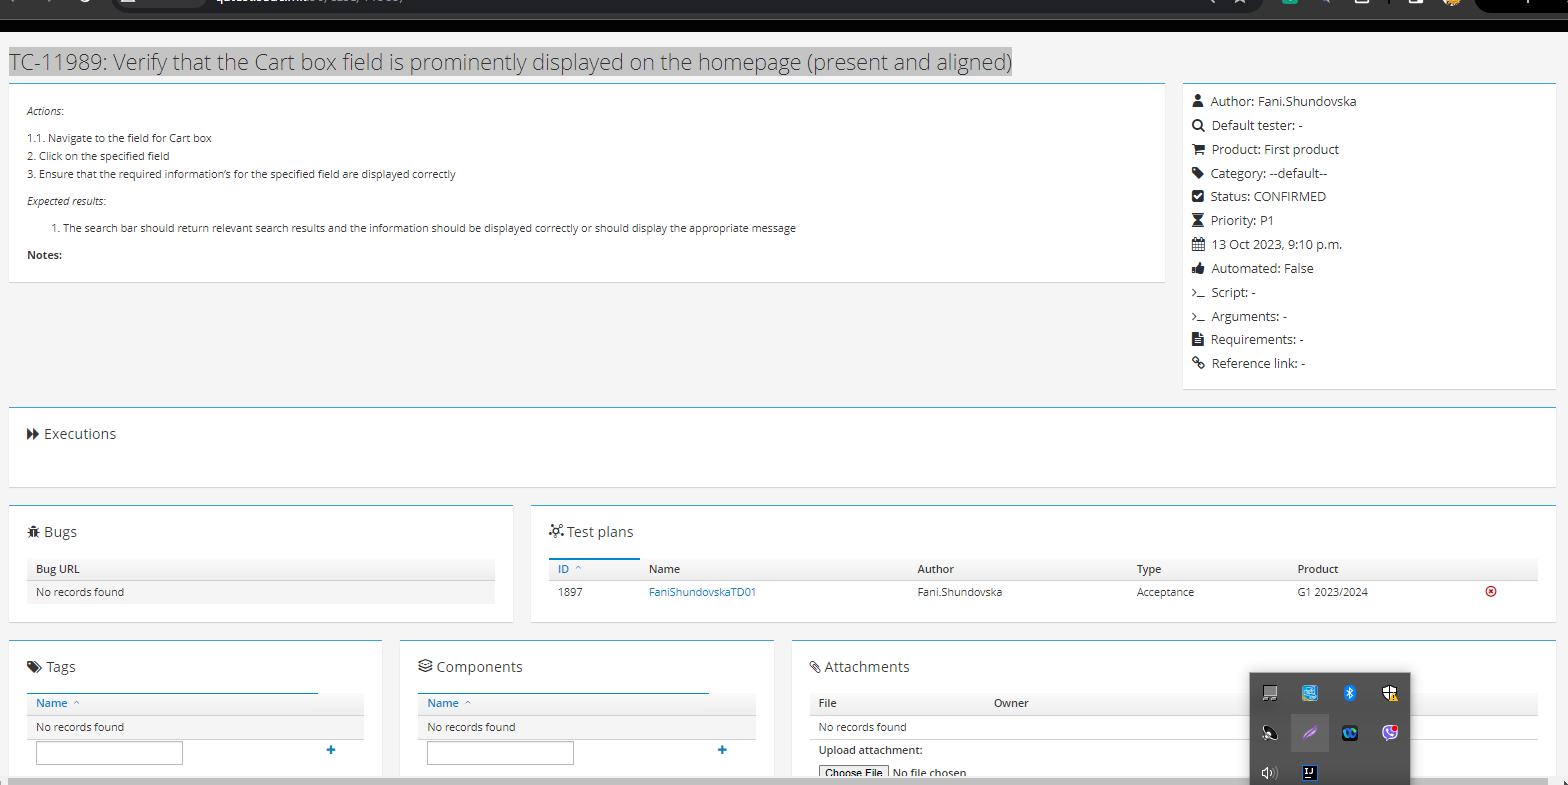 TC-11989: Verify that the Cart box field is prominently displayed on the homepage (present and aligned)
Actions:
1.1. Navigate to the field for Cart box
2. Click on the specified field
3. Ensure that the required information's for the specified field are displayed correctly
Expected results:
1. The search bar should return relevant search results and the information should be displayed correctly or should display the appropriate message
Notes:
Author: Fani.Shundovska
Default tester: -
Product: First product
Category: --default--
Status: CONFIRMED
Priority: P1
13 Oct 2023, 9:10 p.m.
Automated: False
Script: -
Arguments: -
Requirements: -
Reference link: -
Executions
Bugs
Bug URL
No records found
Test plans
ID Name Author Type Product
1897 FaniShundovskaTD01 Fani.Shundovska Acceptance G1 2023/2024
Tags
Name
No records found
Components
Name
No records found
Attachments
File Owner
No records found
Upload attachment:
Choose File No file chosen
IJ